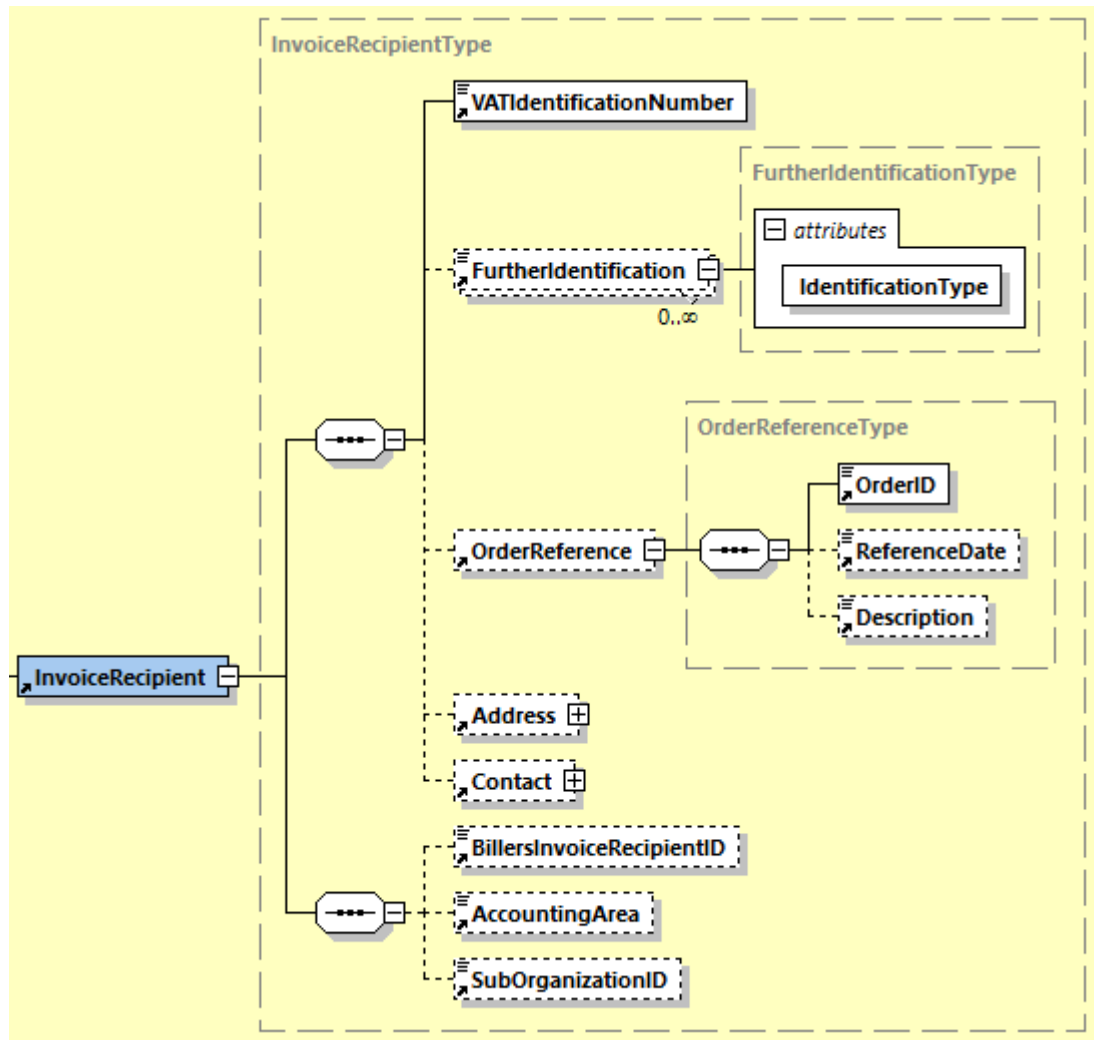 InvoiceRecipientType
VATIdentificationNumber
FurtherIdentificationType
attributes
FurtherIdentification
IdentificationType
0..∞
OrderReferenceType
OrderID
OrderReference
ReferenceDate
Description
InvoiceRecipient
Address
Contact
BillersInvoiceRecipientID
AccountingArea
SubOrganizationID